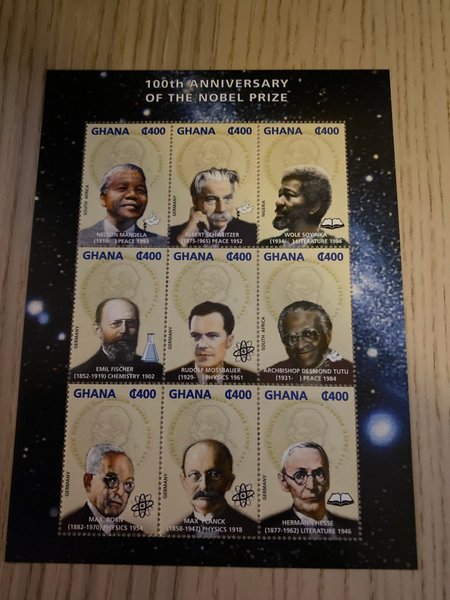 100th ANNIVERSARY
OF THE NOBEL PRIZE
GHANA ₵400
SOUTH AFRICA
NELSON MANDELA
(1918- ) PEACE 1993
GHANA ₵400
GERMANY
ALBERT SCHWEITZER
(1875-1965) PEACE 1952
GHANA ₵400
NIGERIA
WOLE SOYINKA
(1934- ) LITERATURE 1986
GHANA ₵400
GERMANY
EMIL FISCHER
(1852-1919) CHEMISTRY 1902
GHANA ₵400
GERMANY
RUDOLF MOSSBAUER
(1929- ) PHYSICS 1961
GHANA ₵400
SOUTH AFRICA
ARCHBISHOP DESMOND TUTU
(1931- ) PEACE 1984
GHANA ₵400
GERMANY
MAX BORN
(1882-1970) PHYSICS 1954
GHANA ₵400
GERMANY
MAX PLANCK
(1858-1947) PHYSICS 1918
GHANA ₵400
GERMANY
HERMANN HESSE
(1877-1962) LITERATURE 1946